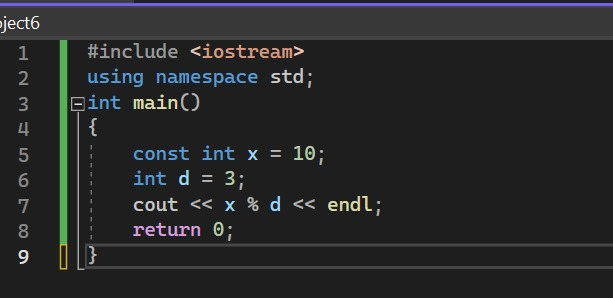 ject6
1 #include <iostream>
2 using namespace std;
3 int main()
4 {
5 const int x = 10;
6 int d = 3;
7 cout << x % d << endl;
8 return 0;
9 }